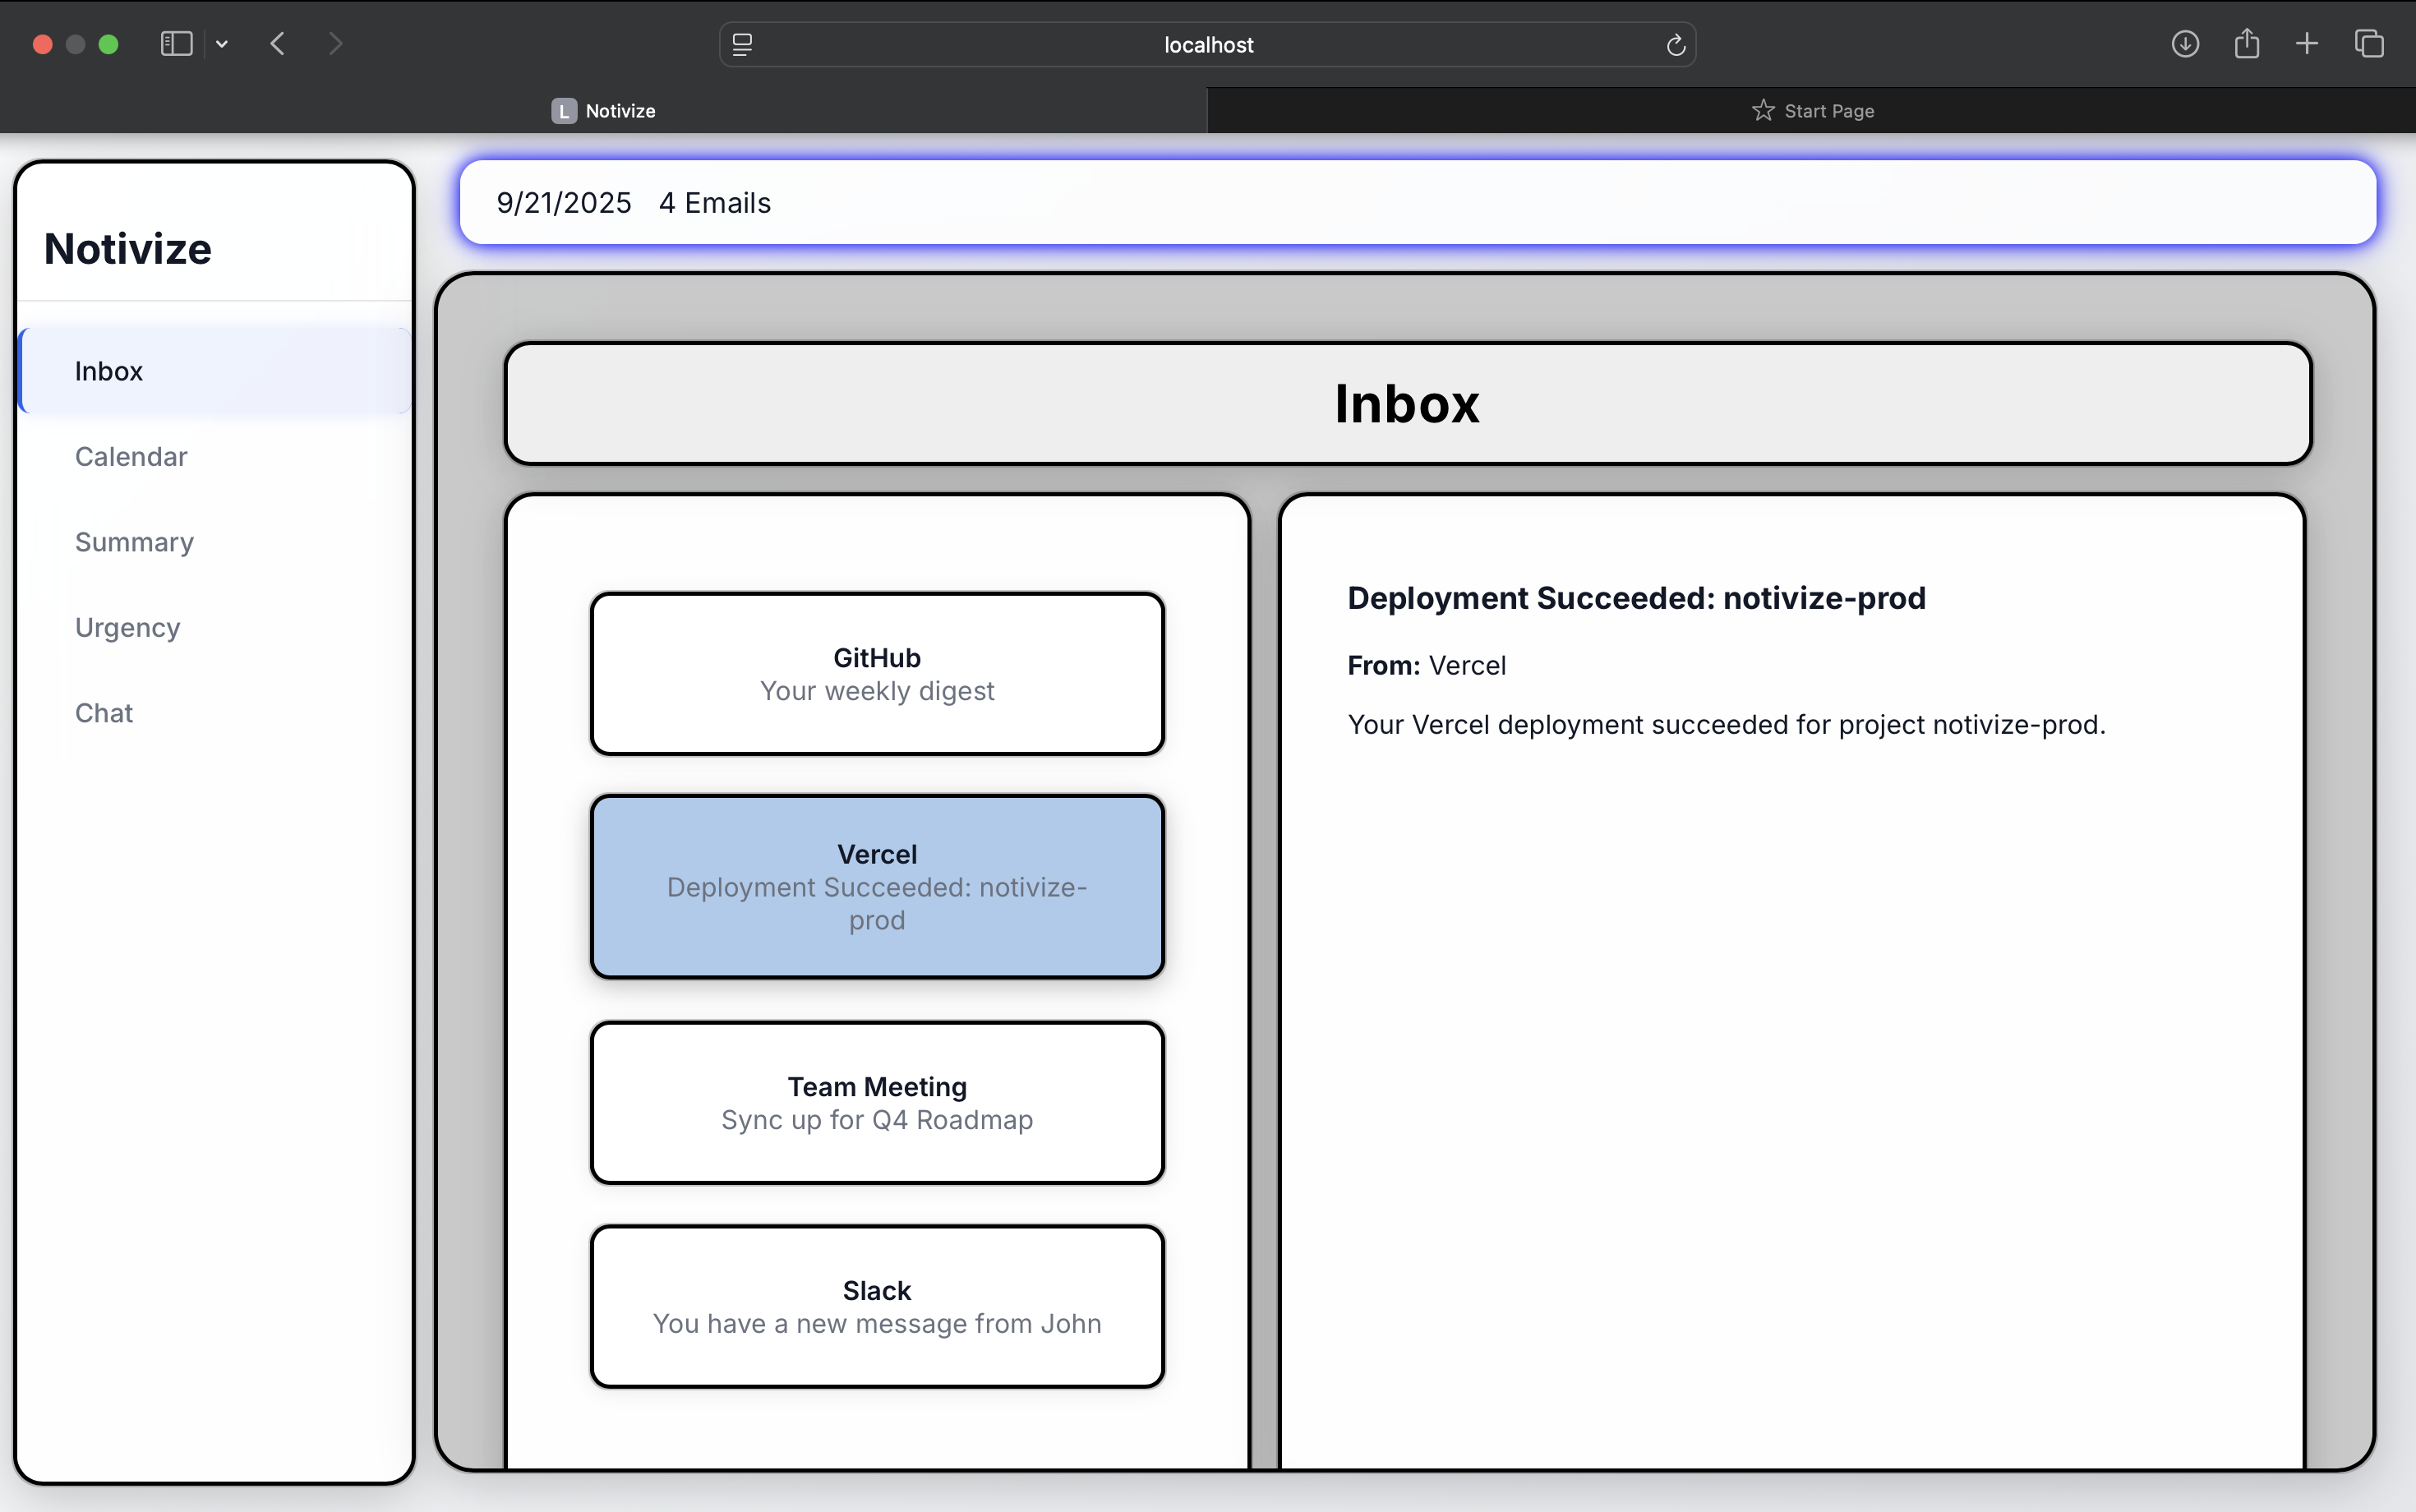 localhost
L Notivize
Start Page
Notivize
Inbox
Calendar
Summary
Urgency
Chat
9/21/2025 4 Emails
Inbox
GitHub
Your weekly digest
Vercel
Deployment Succeeded: notivize-
prod
Team Meeting
Sync up for Q4 Roadmap
Slack
You have a new message from John
Deployment Succeeded: notivize-prod
From: Vercel
Your Vercel deployment succeeded for project notivize-prod.